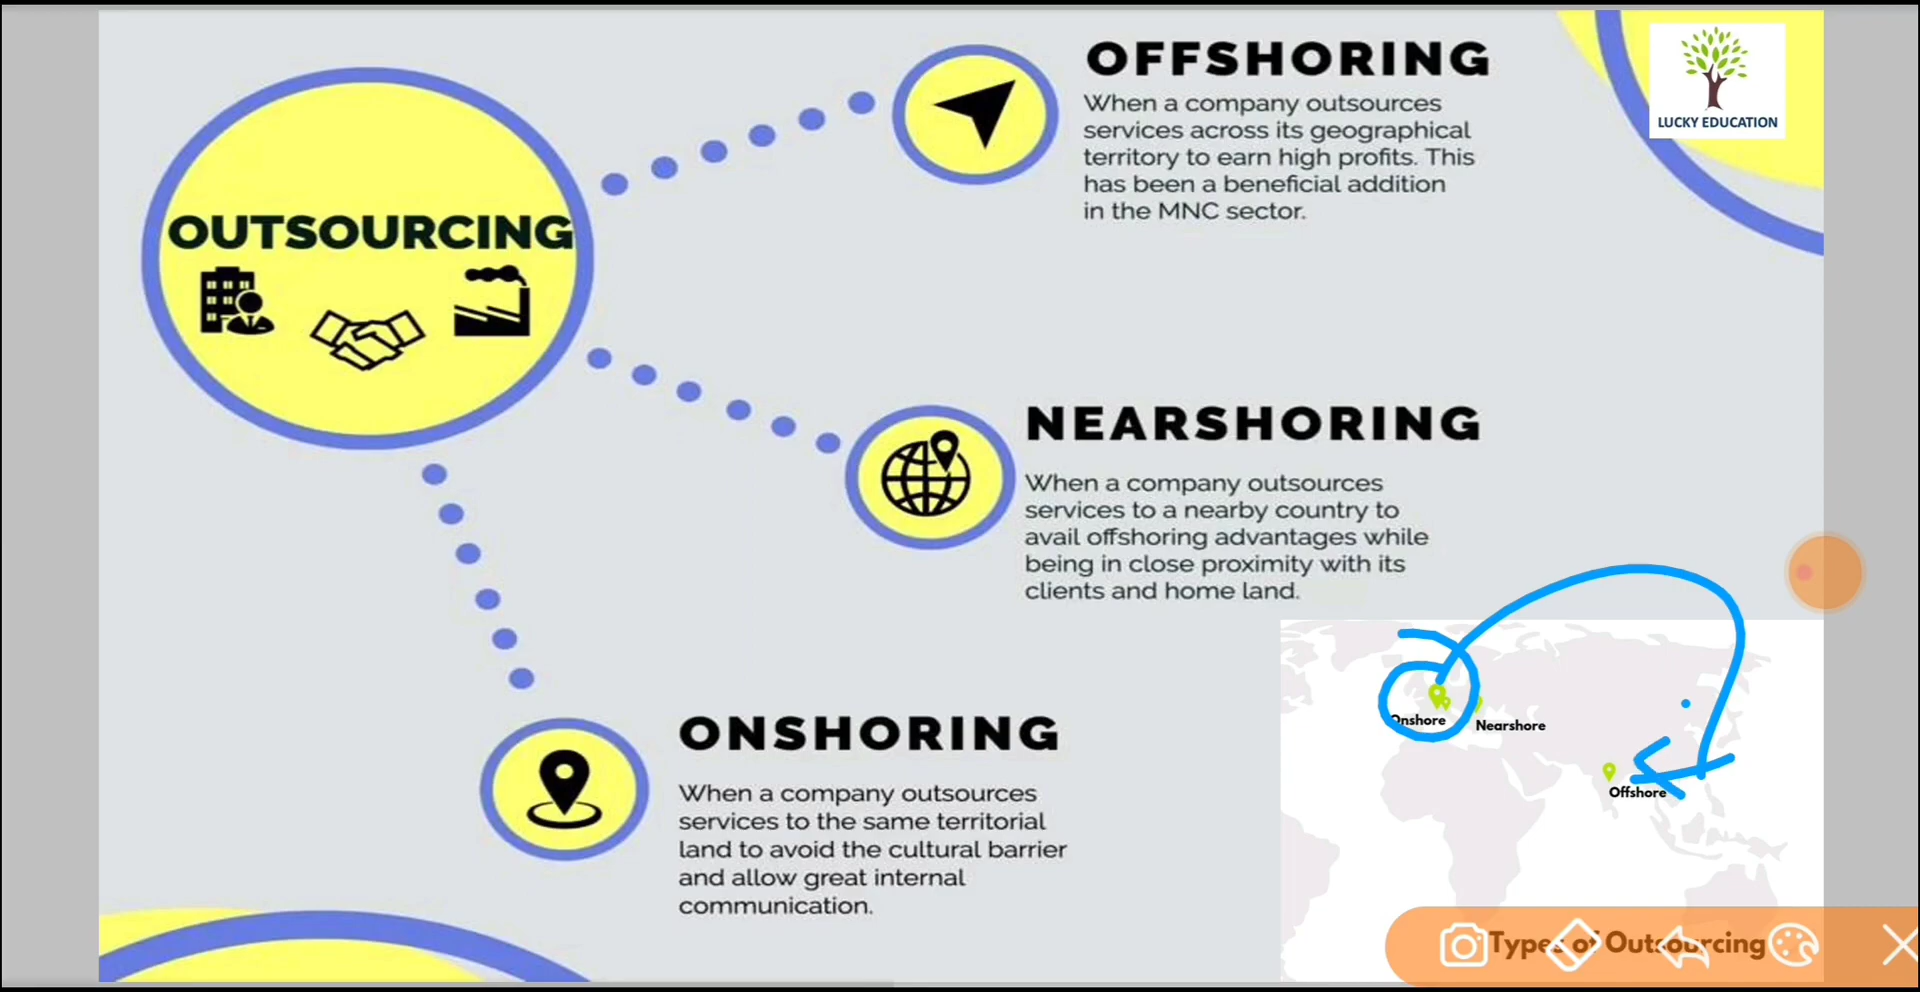 OUTSOURCING
OFFSHORING
When a company outsources
services across its geographical
territory to earn high profits. This
has been a beneficial addition
in the MNC sector.
LUCKY EDUCATION
NEARSHORING
When a company outsources
services to a nearby country to
avail offshoring advantages while
being in close proximity with its
clients and home land.
ONSHORING
When a company outsources
services to the same territorial
land to avoid the cultural barrier
and allow great internal
communication.
Onshore
Nearshore
Offshore
Types of Outsourcing